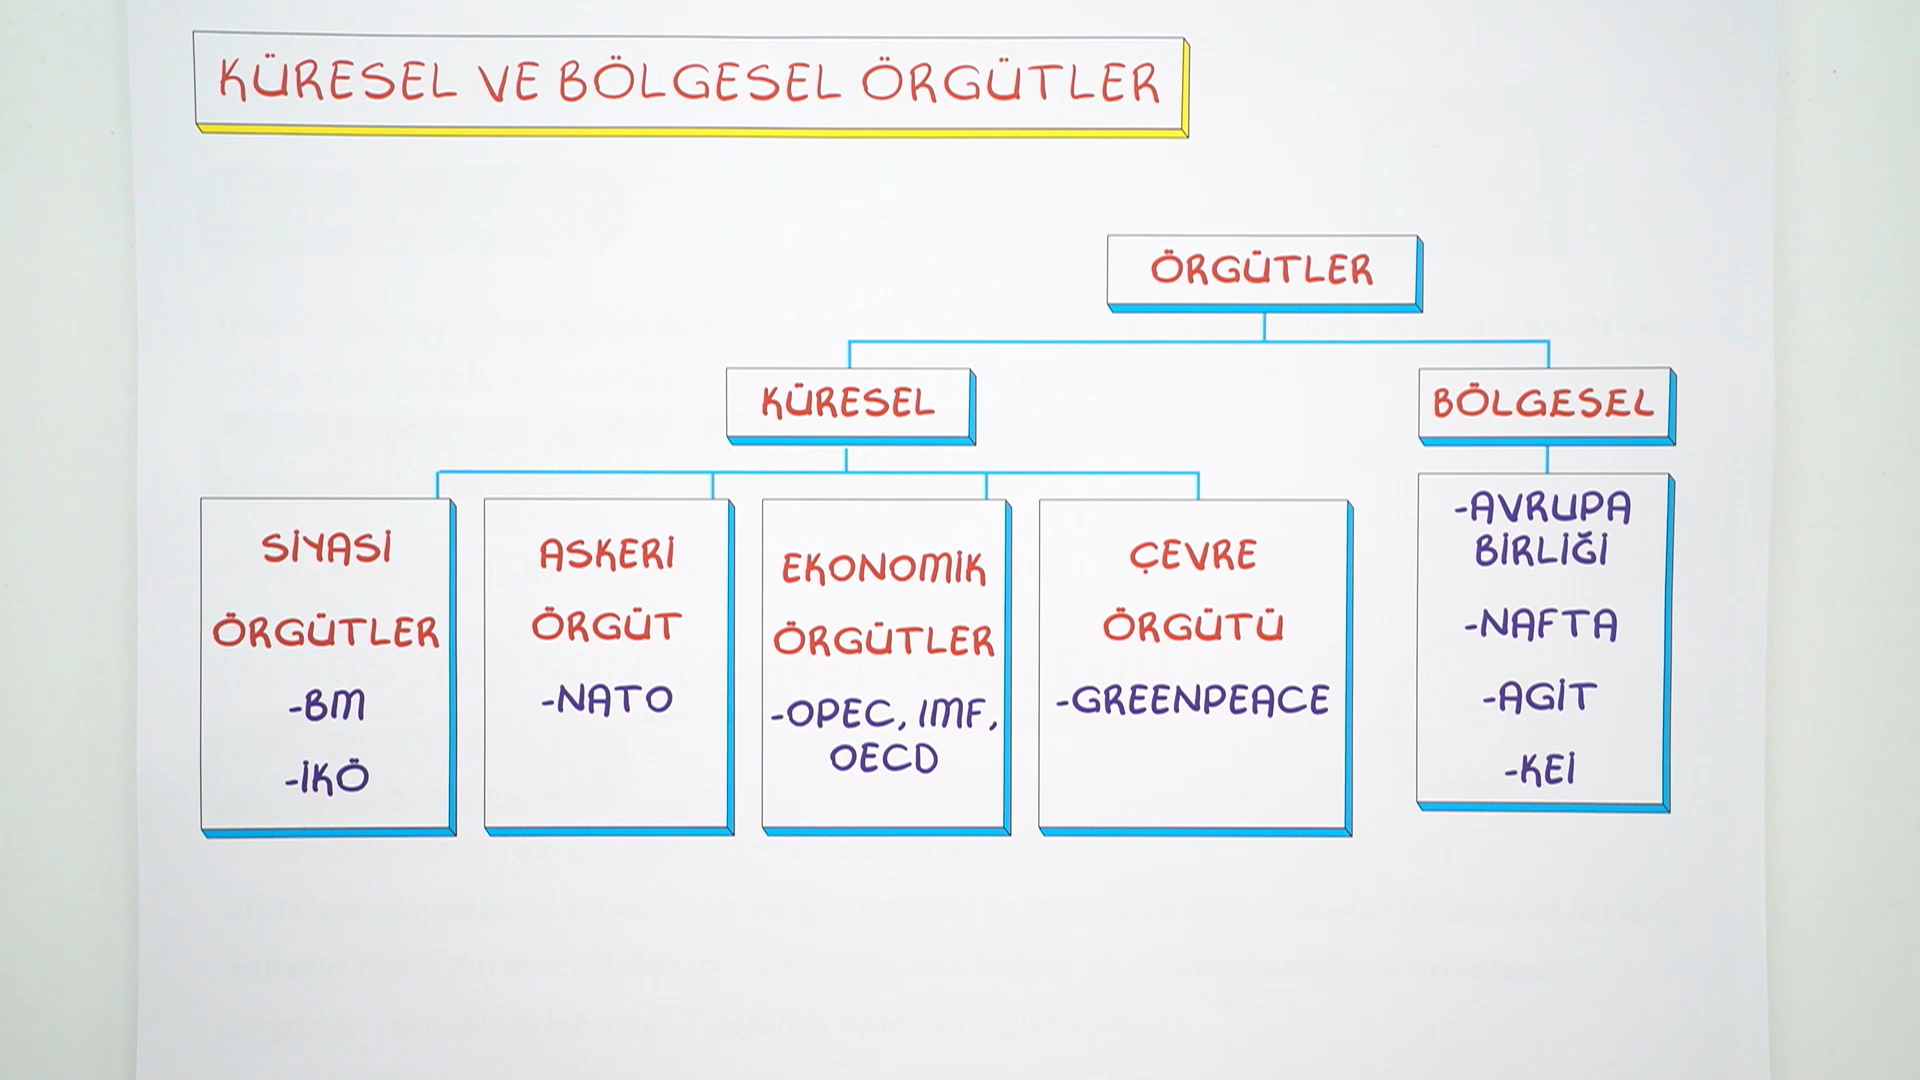 KÜRESEL VE BÖLGESEL ÖRGÜTLER
ÖRGÜTLER
KÜRESEL
BÖLGESEL
SİYASİ
ÖRGÜTLER
-BM
-İKÖ
ASKERİ
ÖRGÜT
-NATO
EKONOMİK
ÖRGÜTLER
-OPEC, IMF,
OECD
ÇEVRE
ÖRGÜTÜ
-GREENPEACE
-AVRUPA
BİRLİĞİ
-NAFTA
-AGİT
-KEİ